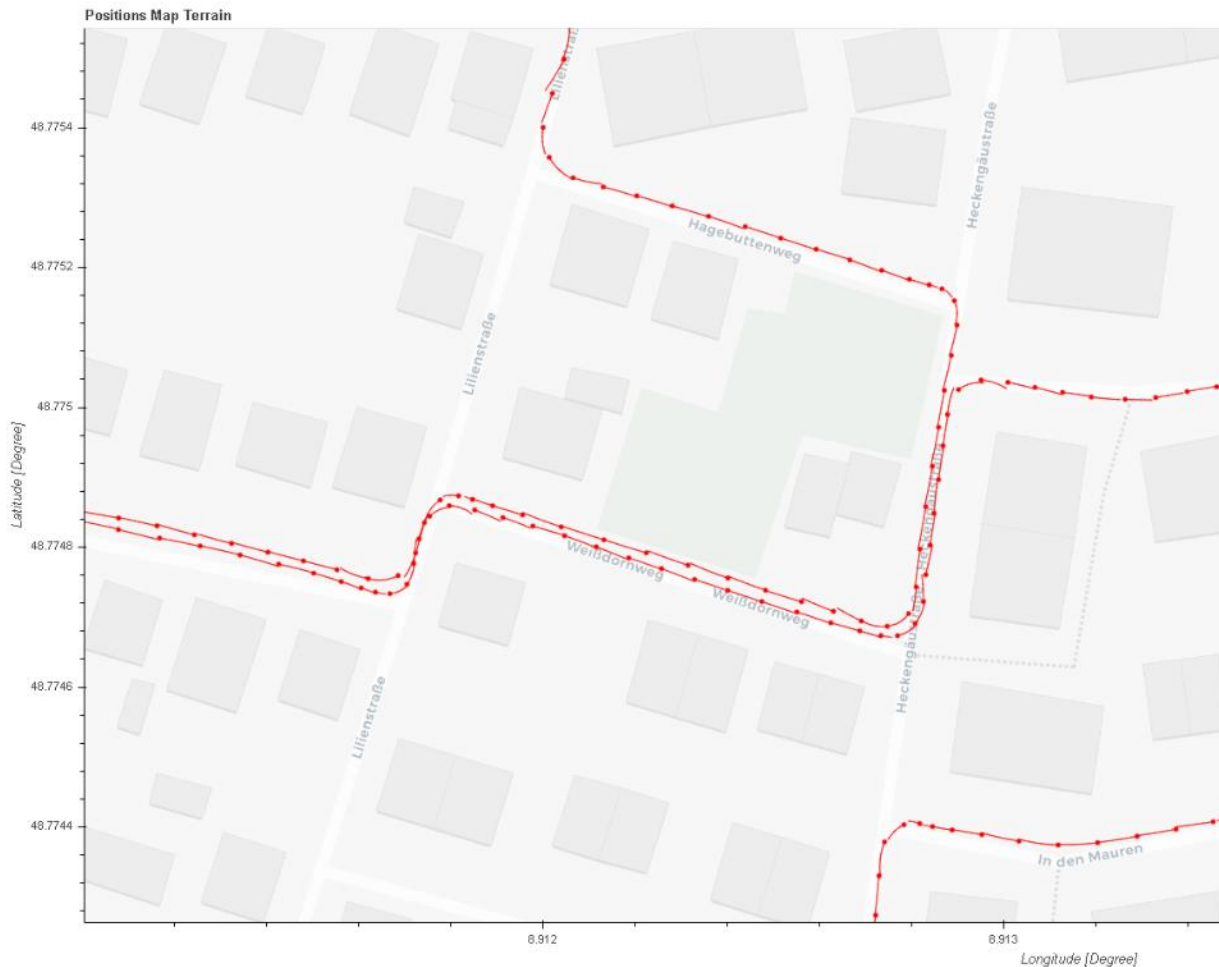 Positions Map Terrain
Lilienstraße
48.7754
Heckengäustraße
Hagebuttenweg
48.7752
Lilienstraße
48.775
Latitude [Degree]
Heckengäustraße
48.7748
Weißdornweg
Weißdornweg
Heckengäustraße
48.7746
Lilienstraße
48.7744
In den Mauren
8.912
8.913
Longitude [Degree]